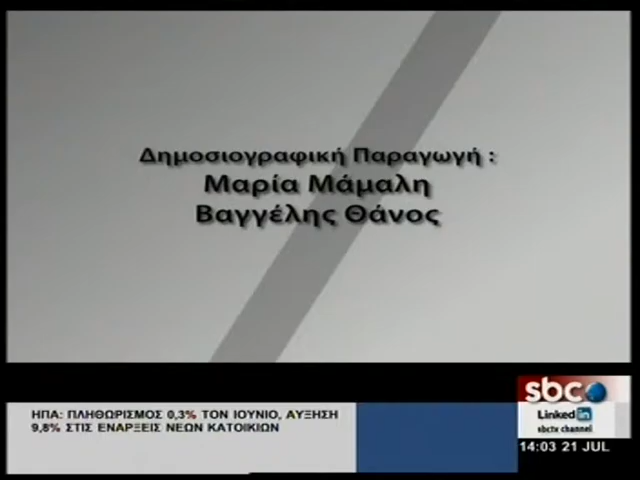 Δημοσιογραφική Παραγωγή :
Μαρία Μάμαλη
Βαγγέλης Θάνος
sbc
ΗΠΑ: ΠΛΗΘΩΡΙΣΜΟΣ 0,3% ΤΟΝ ΙΟΥΝΙΟ, ΑΥΞΗΣΗ
9,8% ΣΤΙΣ ΕΝΑΡΞΕΙΣ ΝΕΩΝ ΚΑΤΟΙΚΙΩΝ
Linked in
sbctv channel
14:03 21 JUL